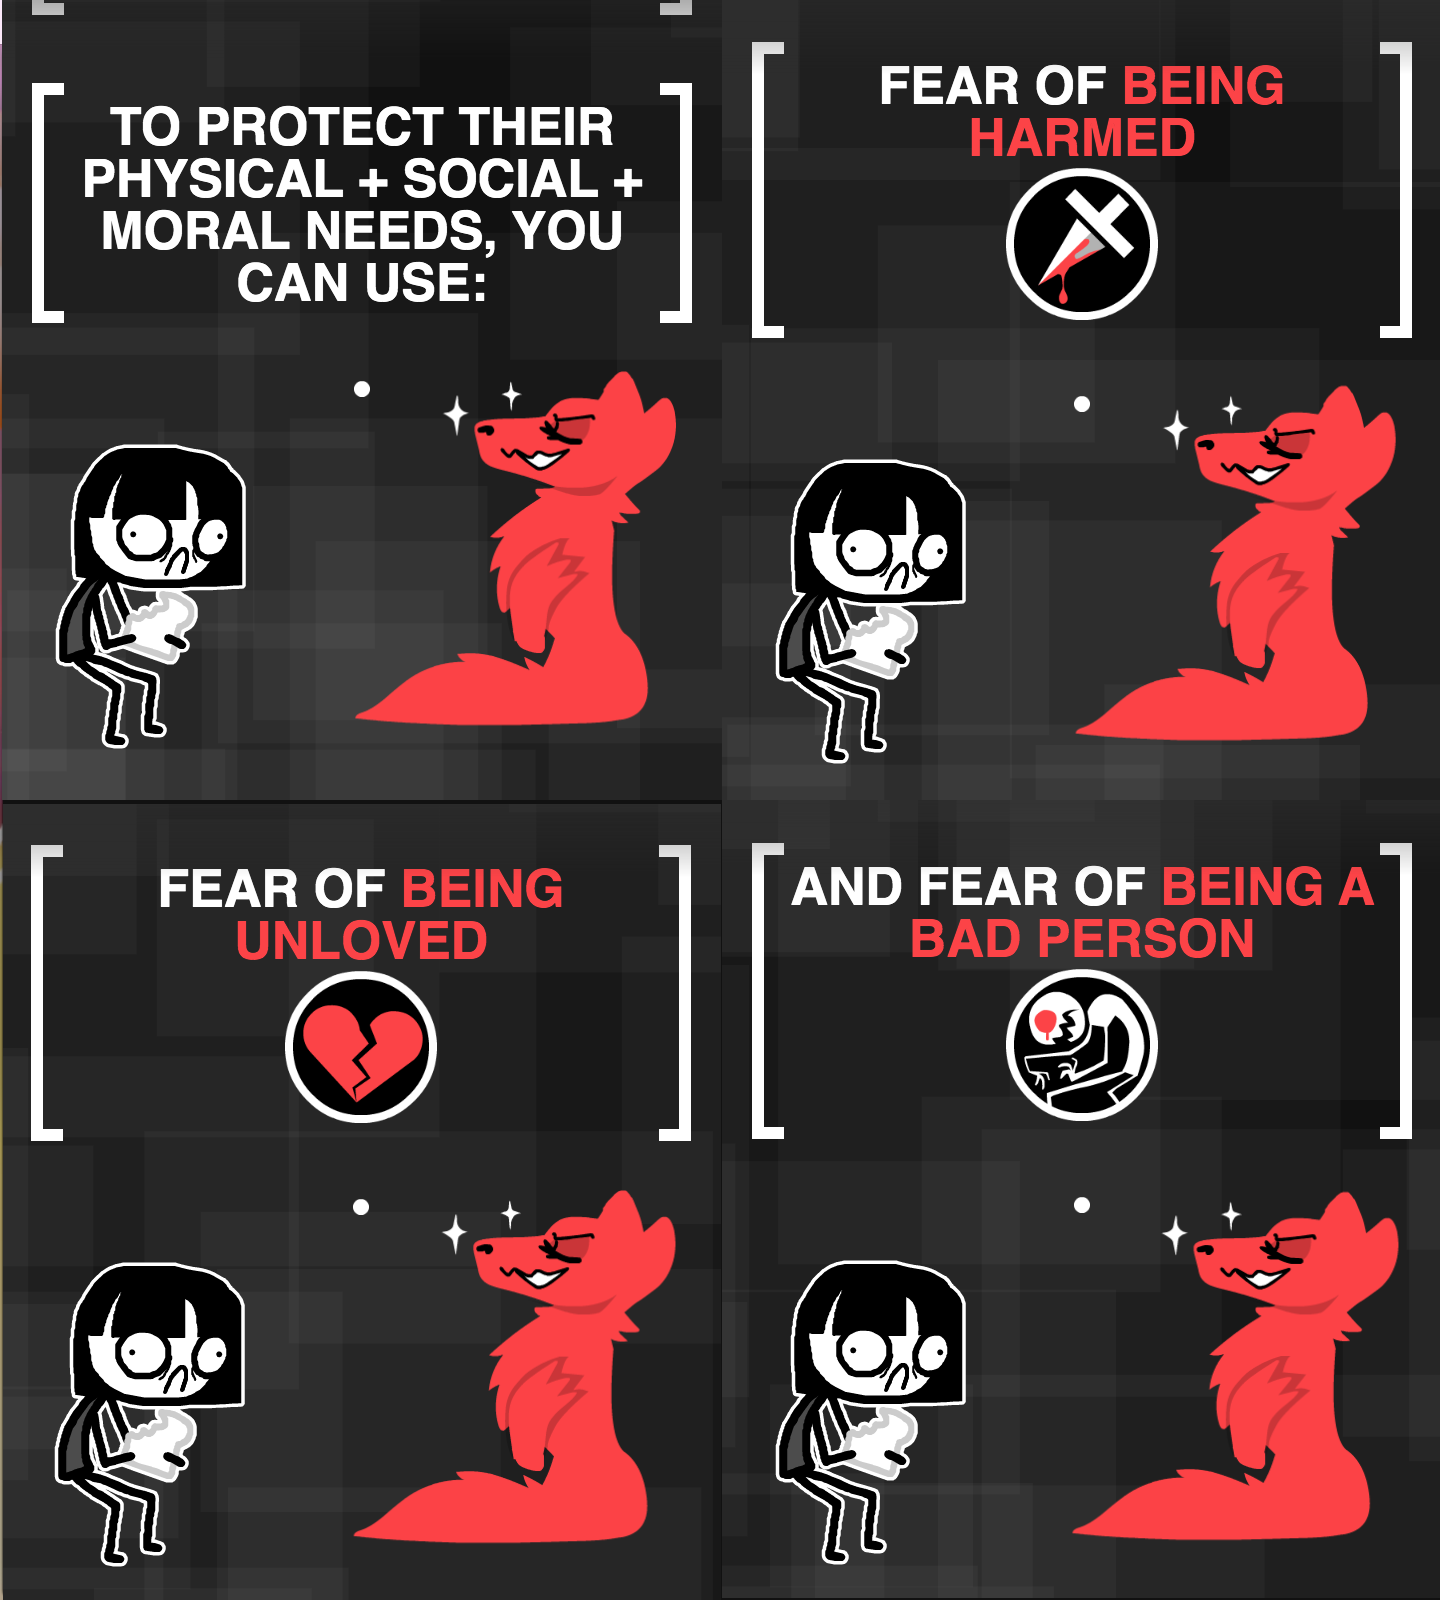 TO PROTECT THEIR
PHYSICAL + SOCIAL +
MORAL NEEDS, YOU
CAN USE:
FEAR OF BEING
HARMED
FEAR OF BEING
UNLOVED
AND FEAR OF BEING A
BAD PERSON